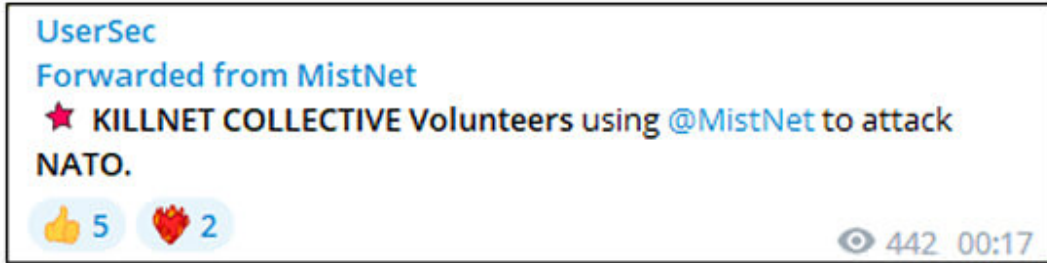 UserSec
Forwarded from MistNet
KILLNET COLLECTIVE Volunteers using @MistNet to attack
NATO.
5 2
442 00:17